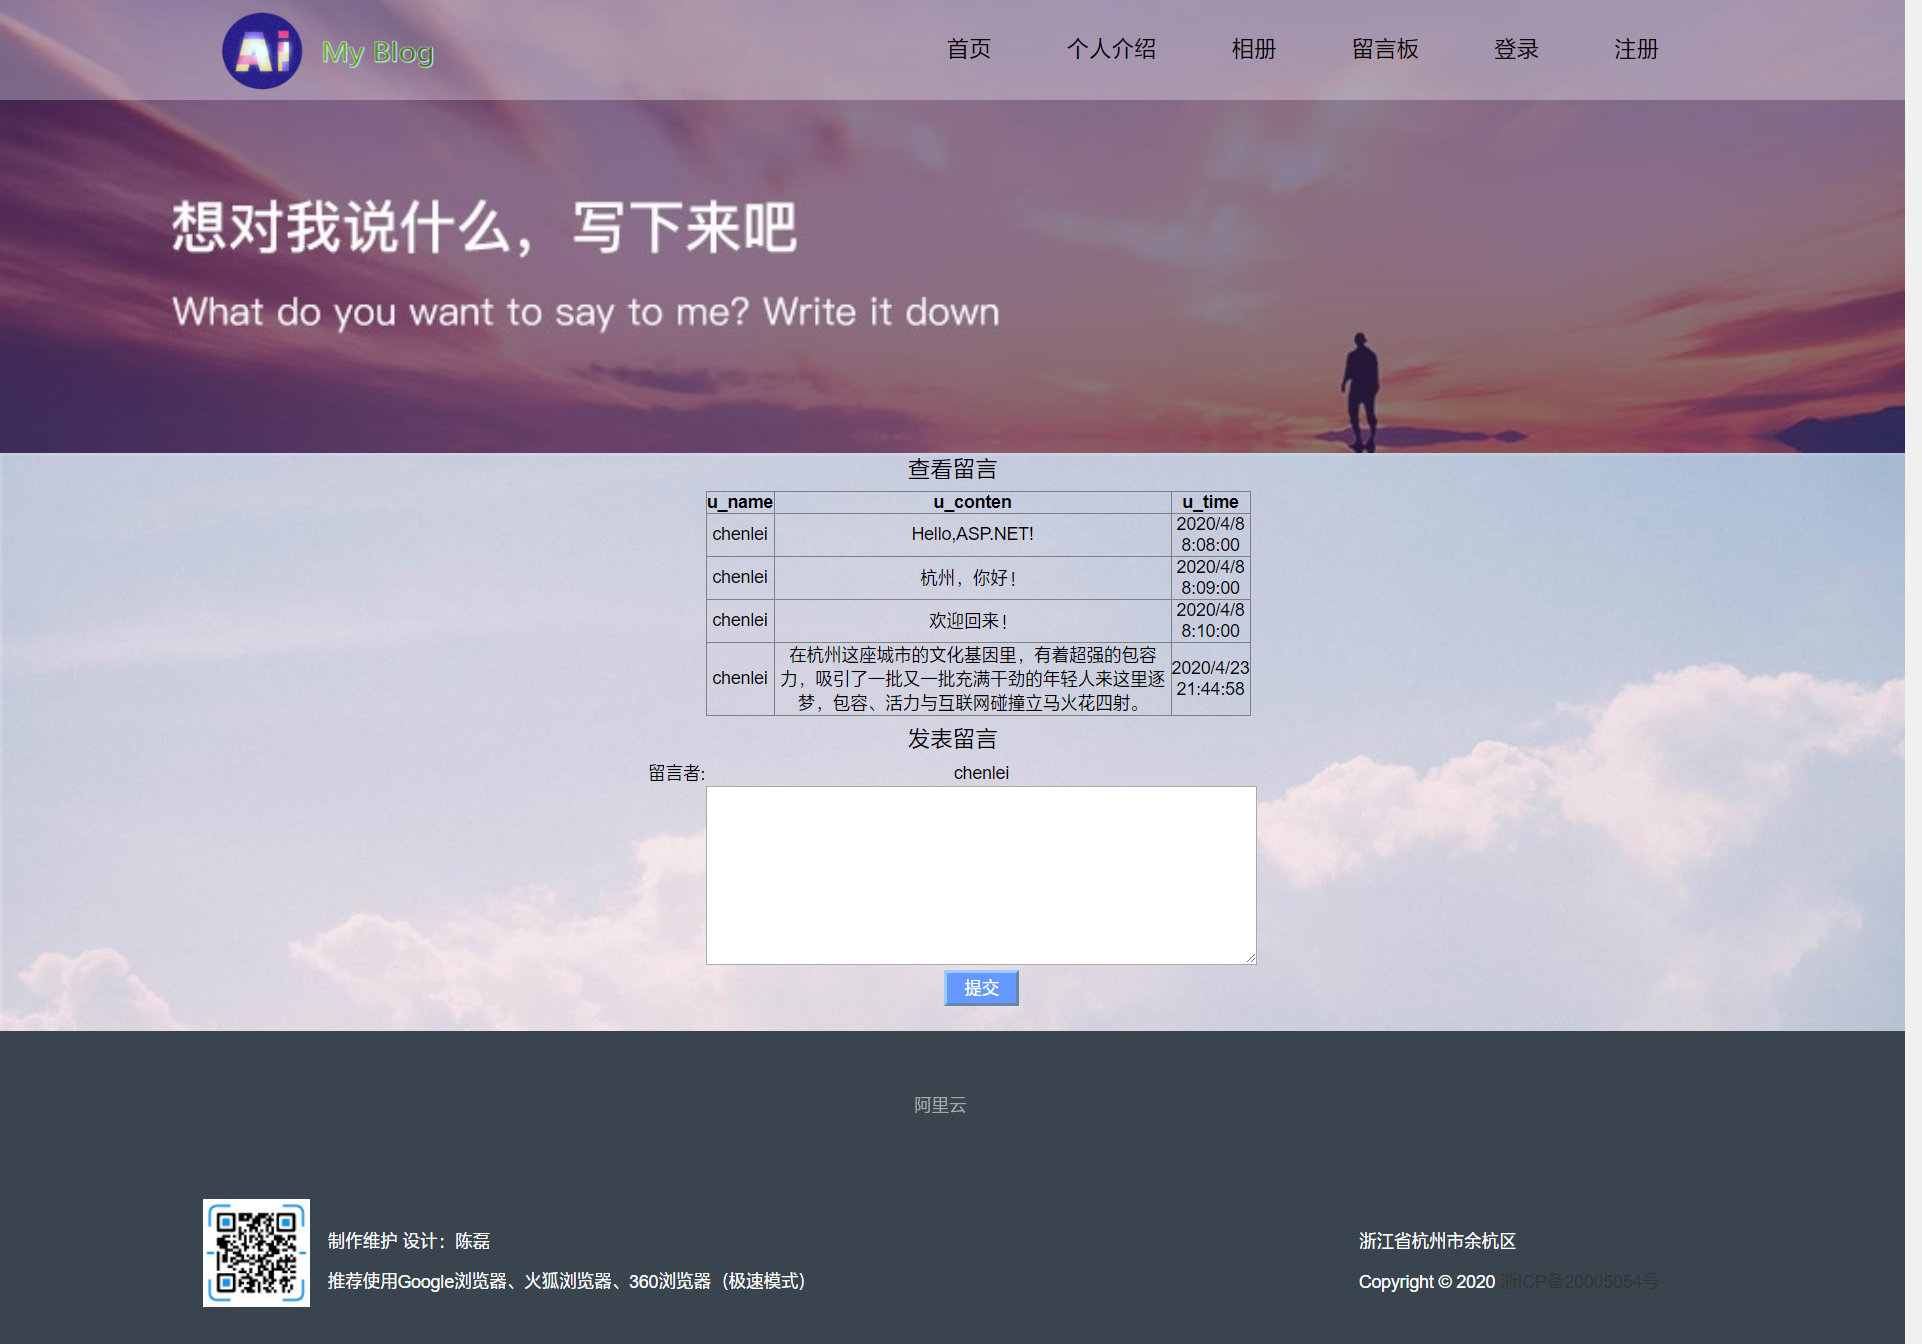 Ai My Blog 首页 个人介绍 相册 留言板 登录 注册
想对我说什么，写下来吧
What do you want to say to me? Write it down
查看留言
u_name u_conten u_time
chenlei Hello,ASP.NET! 2020/4/8
8:08:00
chenlei 杭州，你好！ 2020/4/8
8:09:00
chenlei 欢迎回来！ 2020/4/8
8:10:00
在杭州这座城市的文化基因里，有着超强的包容
chenlei 力，吸引了一批又一批充满干劲的年轻人来这里逐 2020/4/23
梦，包容、活力与互联网碰撞立马火花四射。 21:44:58
发表留言
留言者: chenlei
提交
阿里云
制作维护 设计：陈磊
推荐使用Google浏览器、火狐浏览器、360浏览器（极速模式）
浙江省杭州市余杭区
Copyright © 2020 浙ICP备20005054号